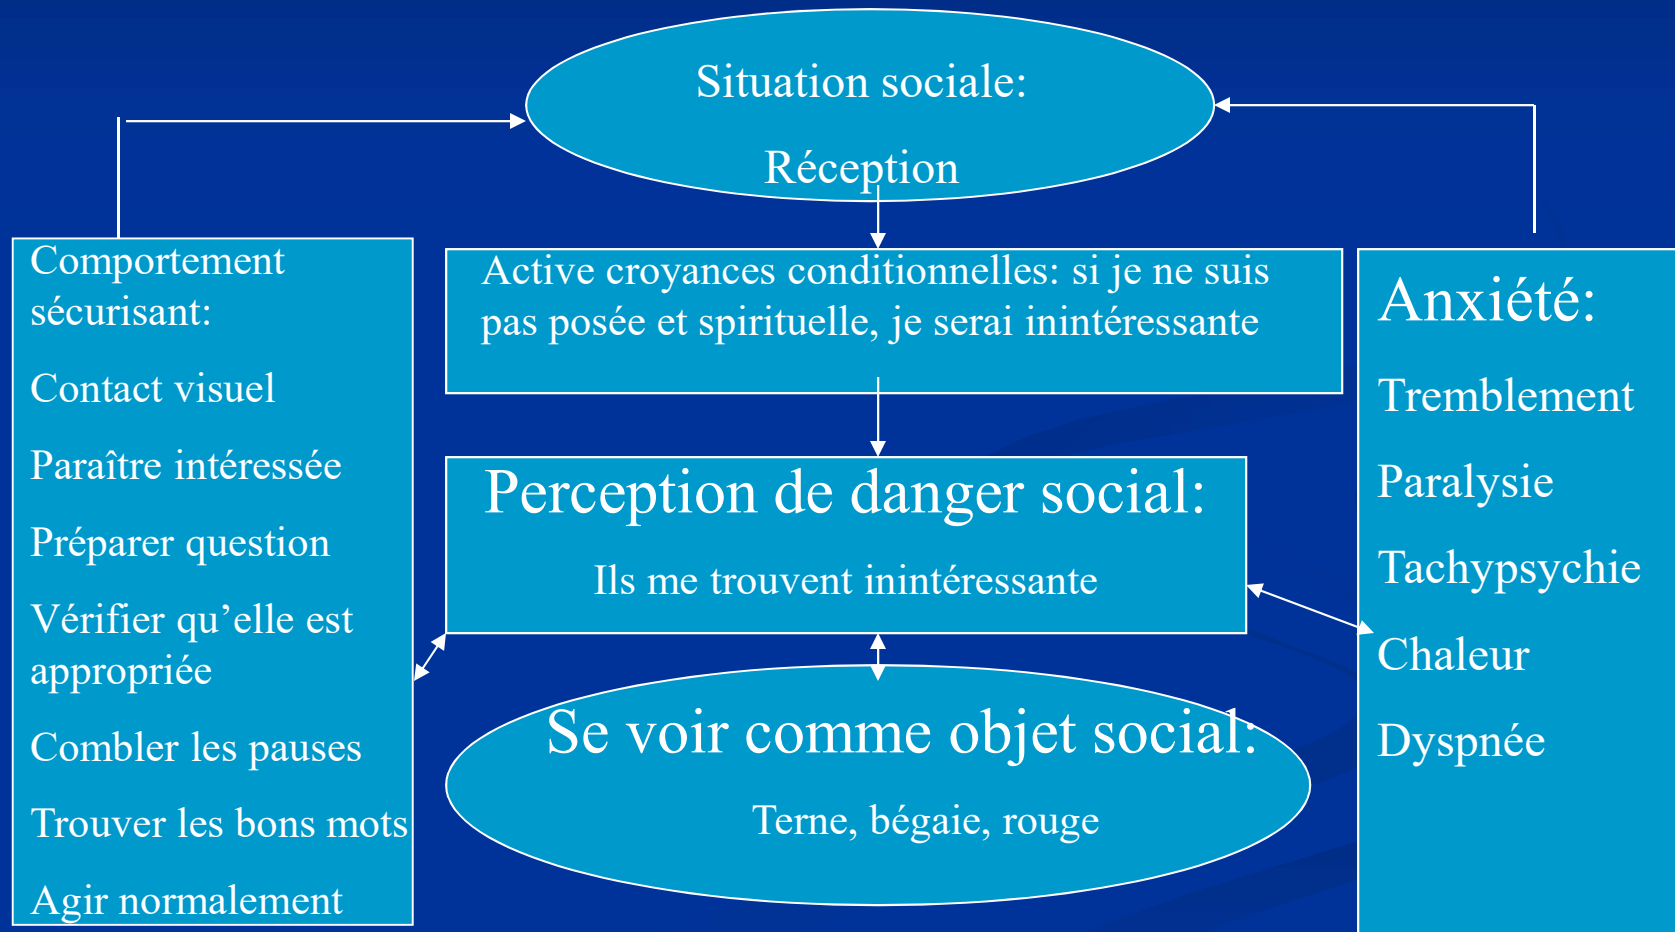 Situation sociale:
Réception
Comportement
sécurisant:
Contact visuel
Paraître intéressée
Préparer question
Vérifier qu’elle est
appropriée
Combler les pauses
Trouver les bons mots
Agir normalement
Active croyances conditionnelles: si je ne suis
pas posée et spirituelle, je serai inintéressante
Perception de danger social:
Ils me trouvent inintéressante
Se voir comme objet social:
Terne, bégaie, rouge
Anxiété:
Tremblement
Paralysie
Tachypsychie
Chaleur
Dyspnée